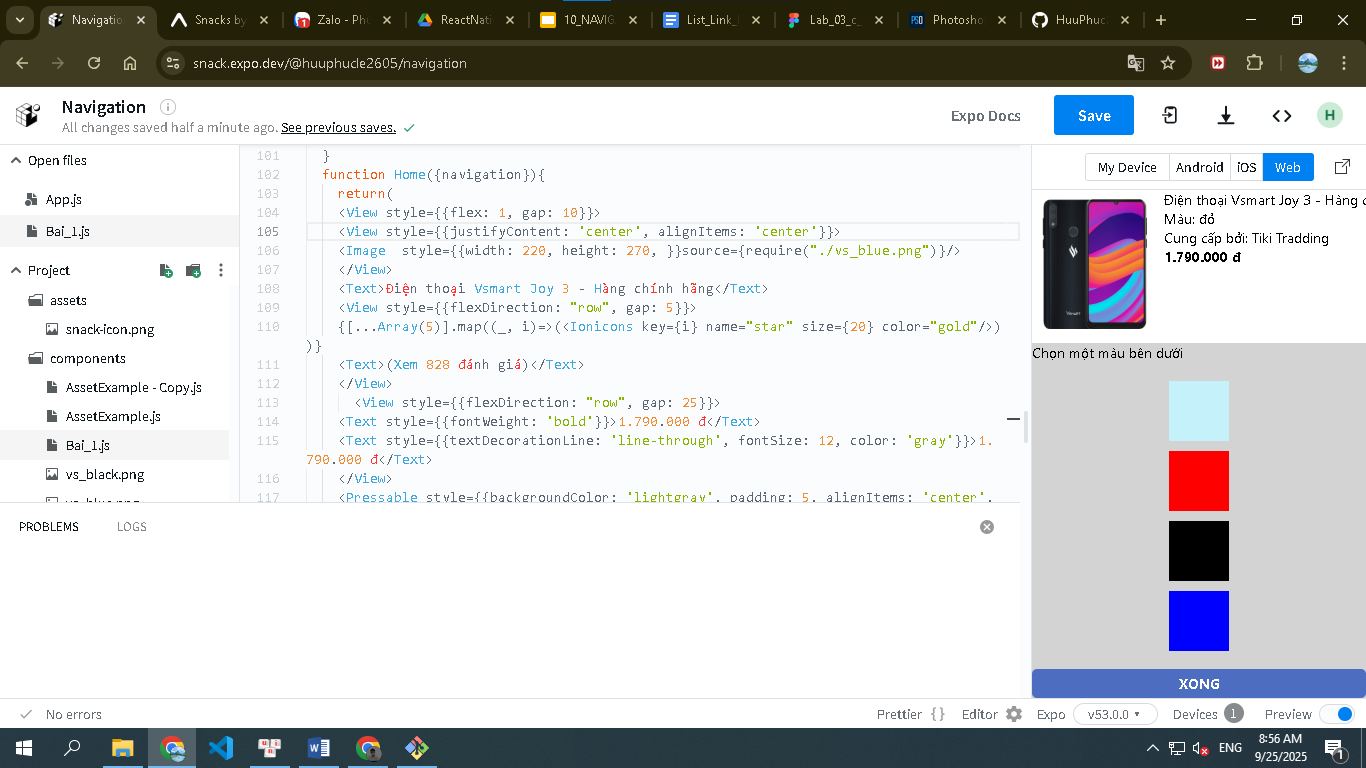 Navigatio
Snacks by
Zalo - Phu
ReactNati
10_NAVIG
List_Link_
Lab_03_c_
Photosho
HuuPhuc
snack.expo.dev/@huuphucle2605/navigation
Navigation
All changes saved half a minute ago. See previous saves.
Expo Docs
Save
H
Open files
App.js
Bai_1.js
Project
assets
snack-icon.png
components
AssetExample - Copy.js
AssetExample.js
Bai_1.js
vs_black.png
vs_blue.png
101 }
102 function Home({navigation}){
103 return(
104 <View style={{flex: 1, gap: 10}}>
105 <View style={{justifyContent: 'center', alignItems: 'center'}}>
106 <Image  style={{width: 220, height: 270, }}source={require("./vs_blue.png")}/>
107 </View>
108 <Text>Điện thoại Vsmart Joy 3 - Hàng chính hãng</Text>
109 <View style={{flexDirection: "row", gap: 5}}>
110 {[...Array(5)].map((_, i)=>(<Ionicons key={i} name="star" size={20} color="gold"/>)
)}
111 <Text>(Xem 828 đánh giá)</Text>
112 </View>
113 <View style={{flexDirection: "row", gap: 25}}>
114 <Text style={{fontWeight: 'bold'}}>1.790.000 đ</Text>
115 <Text style={{textDecorationLine: 'line-through', fontSize: 12, color: 'gray'}}>1.
790.000 đ</Text>
116 </View>
117 <Pressable style={{backgroundColor: 'lightgray', padding: 5, alignItems: 'center',
My Device
Android
iOS
Web
Điện thoại Vsmart Joy 3 - Hàng c
Màu: đỏ
Cung cấp bởi: Tiki Tradding
1.790.000 đ
Chọn một màu bên dưới
XONG
PROBLEMS
LOGS
No errors
Prettier {}
Editor
Expo
v53.0.0
Devices 1
Preview
ENG
8:56 AM
9/25/2025
1